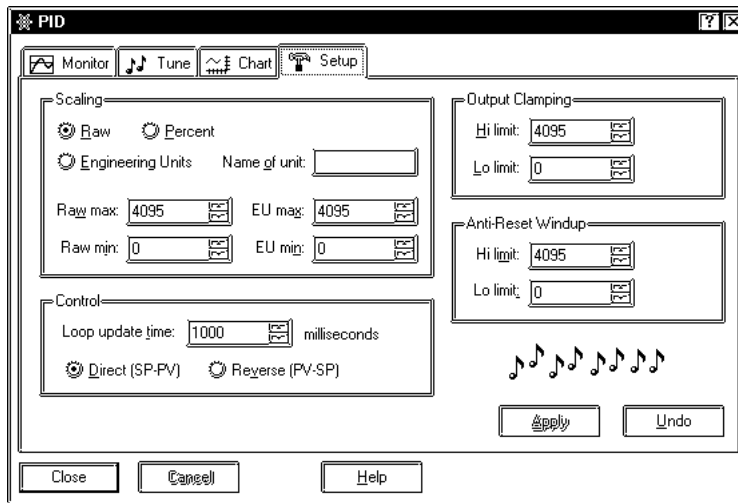 PID
Monitor Tune Chart Setup
Scaling
Raw Percent
Engineering Units Name of unit:
Raw max: 4095 EU max: 4095
Raw min: 0 EU min: 0
Control
Loop update time: 1000 milliseconds
Direct (SP-PV) Reverse (PV-SP)
Output Clamping
Hi limit: 4095
Lo limit: 0
Anti-Reset Windup
Hi limit: 4095
Lo limit: 0
Apply Undo
Close Cancel Help